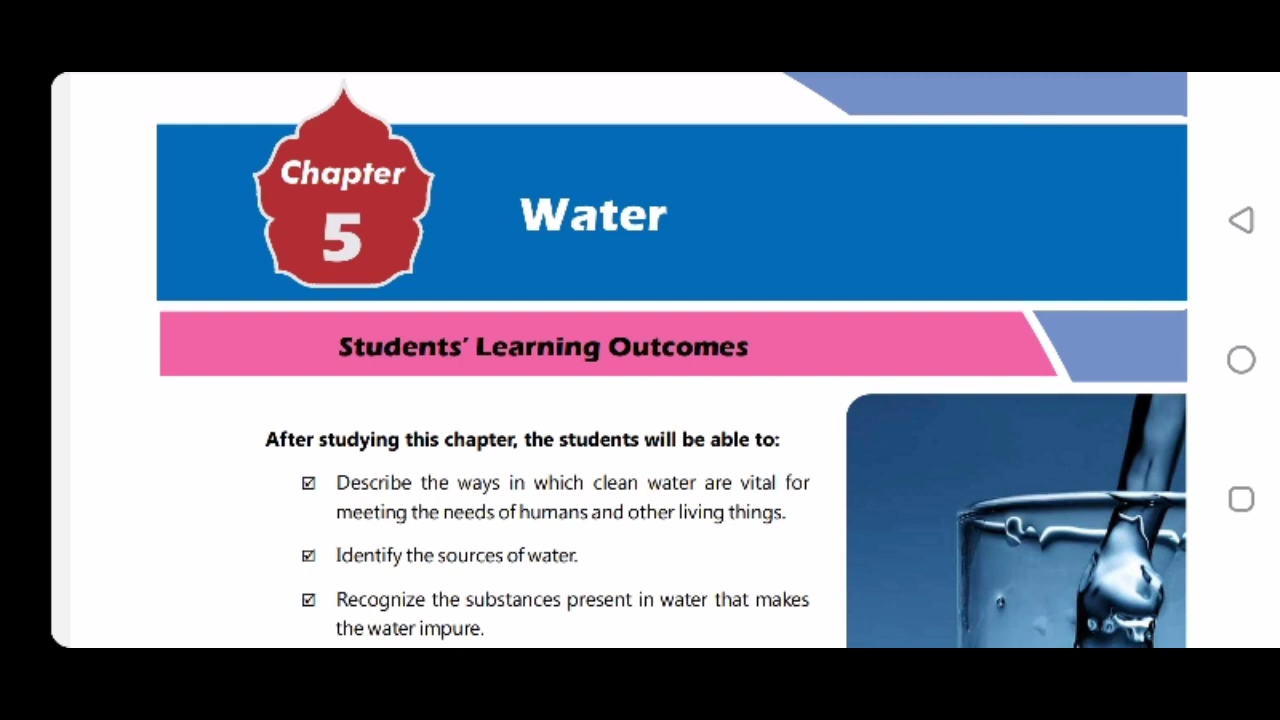 Chapter
5
Water
Students' Learning Outcomes
After studying this chapter, the students will be able to:
☑ Describe the ways in which clean water are vital for
meeting the needs of humans and other living things.
☑ Identify the sources of water.
☑ Recognize the substances present in water that makes
the water impure.